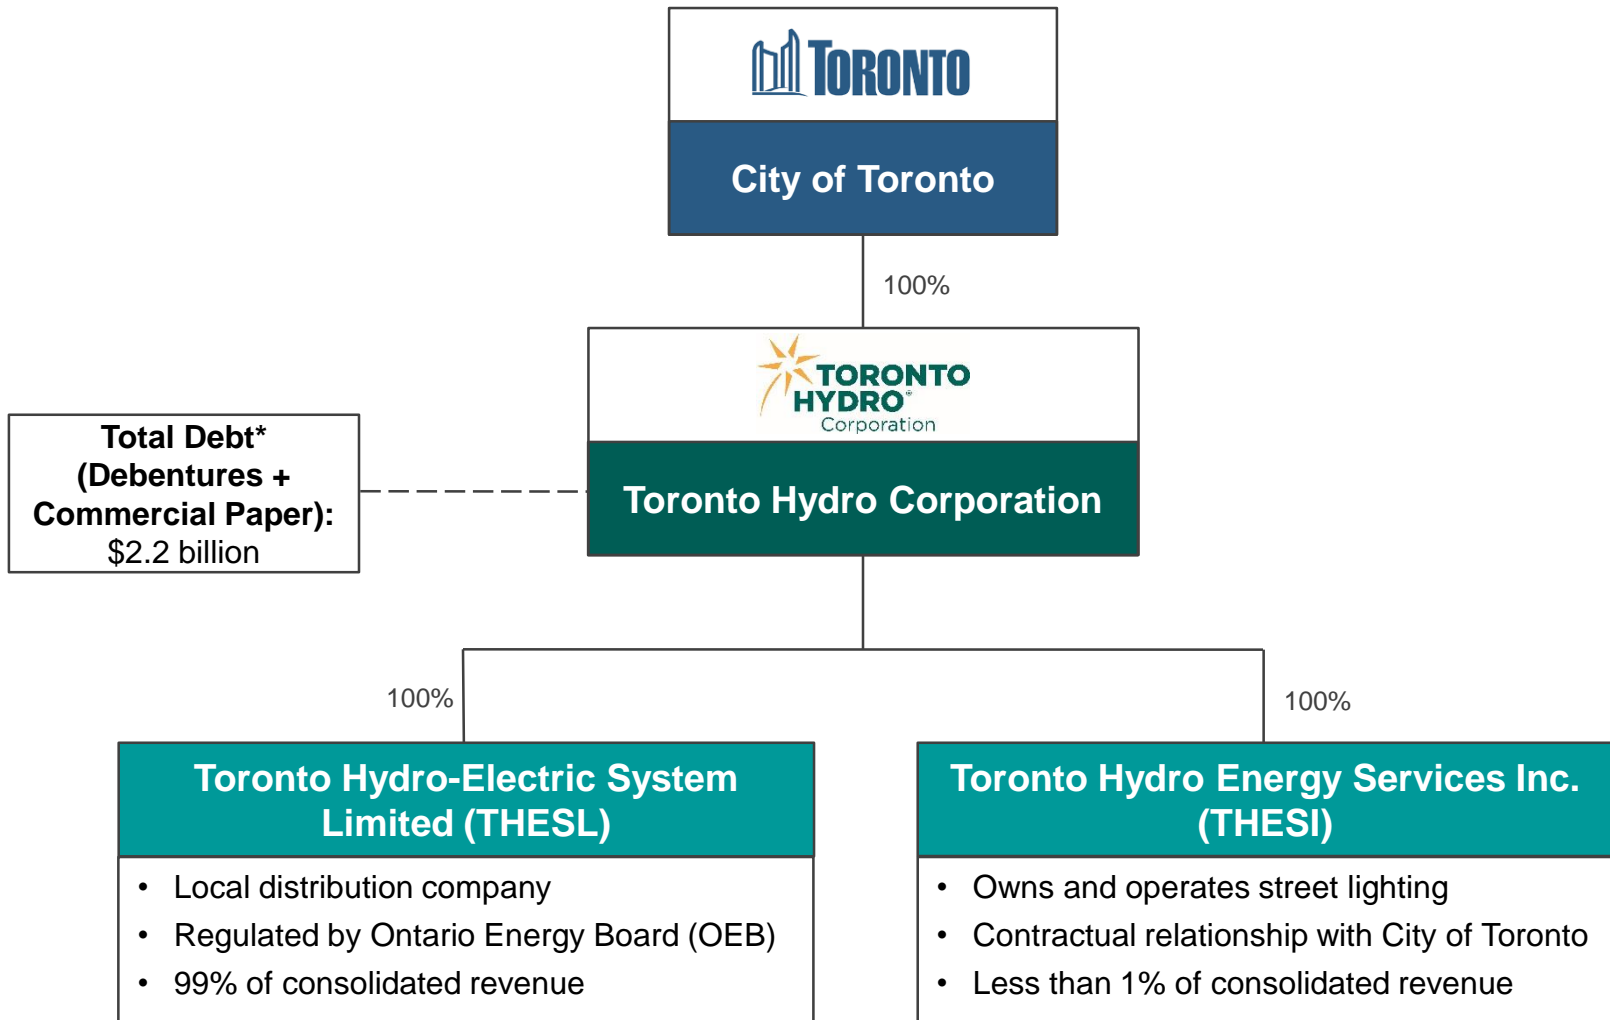 TORONTO
City of Toronto
100%
TORONTO
HYDRO®
Corporation
Toronto Hydro Corporation
Total Debt*
(Debentures +
Commercial Paper):
$2.2 billion
100%
100%
Toronto Hydro-Electric System
Limited (THESL)
• Local distribution company
• Regulated by Ontario Energy Board (OEB)
• 99% of consolidated revenue
Toronto Hydro Energy Services Inc.
(THESI)
• Owns and operates street lighting
• Contractual relationship with City of Toronto
• Less than 1% of consolidated revenue